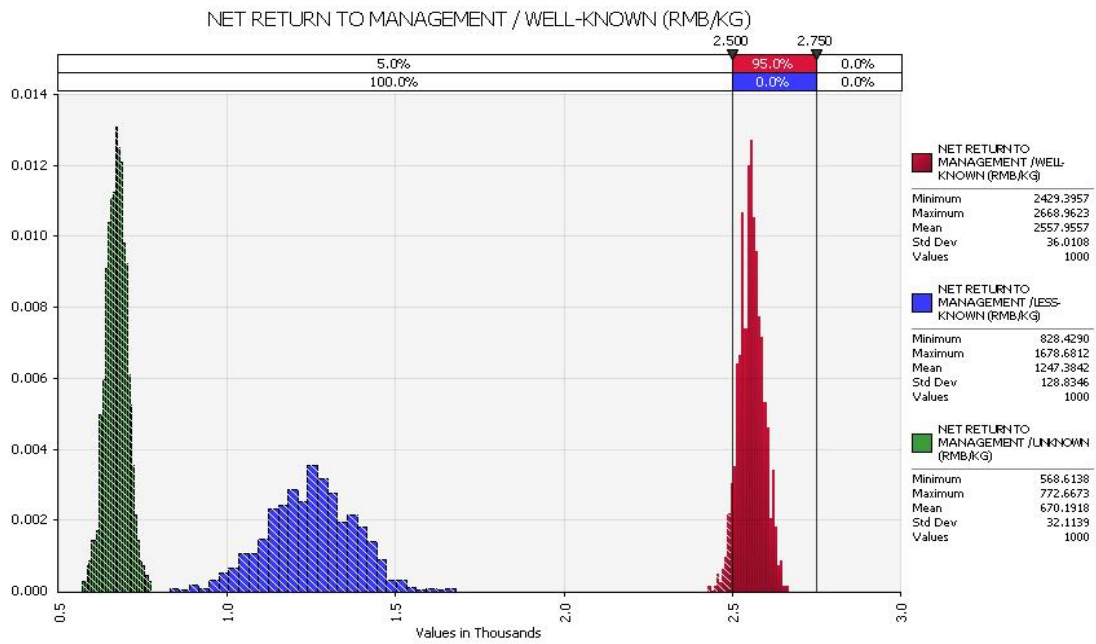 NET RETURN TO MANAGEMENT / WELL-KNOWN (RMB/KG)
2.500 2.750
5.0% 95.0% 0.0%
100.0% 0.0% 0.0%
0.014
0.012
0.010
0.008
0.006
0.004
0.002
0.000
0.5 1.0 1.5 2.0 2.5 3.0
Values in Thousands
NET RETURN TO
MANAGEMENT / WELL-
KNOWN (RMB/KG)
Minimum 2429.3957
Maximum 2668.9623
Mean 2557.9557
Std Dev 36.0108
Values 1000
NET RETURN TO
MANAGEMENT / LESS-
KNOWN (RMB/KG)
Minimum 828.4290
Maximum 1678.6812
Mean 1247.3842
Std Dev 128.8346
Values 1000
NET RETURN TO
MANAGEMENT / UNKNOWN
(RMB/KG)
Minimum 568.6138
Maximum 772.6673
Mean 670.1918
Std Dev 32.1139
Values 1000